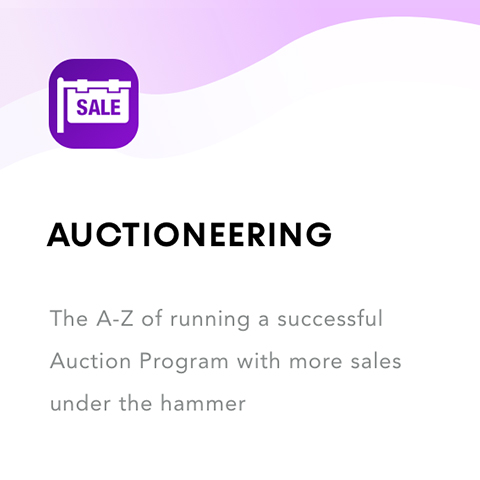 SALE
AUCTIONEERING
The A-Z of running a successful
Auction Program with more sales
under the hammer